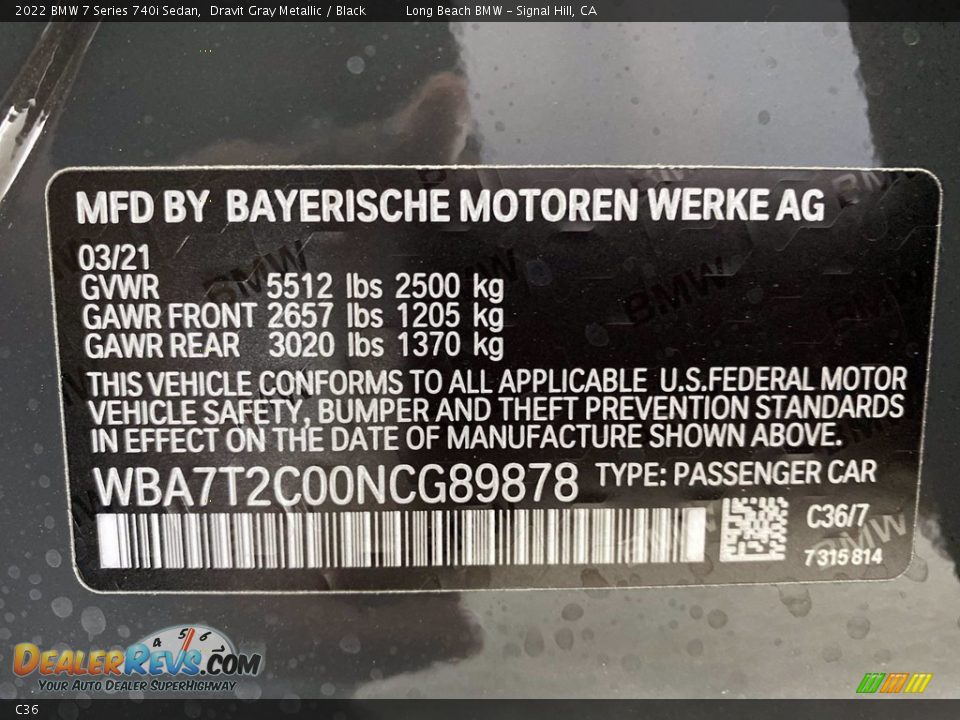 2022 BMW 7 Series 740i Sedan, Dravit Gray Metallic / Black Long Beach BMW - Signal Hill, CA
MFD BY BAYERISCHE MOTOREN WERKE AG
03/21
GVWR 5512 lbs 2500 kg
GAWR FRONT 2657 lbs 1205 kg
GAWR REAR 3020 lbs 1370 kg
THIS VEHICLE CONFORMS TO ALL APPLICABLE U.S.FEDERAL MOTOR
VEHICLE SAFETY, BUMPER AND THEFT PREVENTION STANDARDS
IN EFFECT ON THE DATE OF MANUFACTURE SHOWN ABOVE.
WBA7T2C00NCG89878 TYPE: PASSENGER CAR
C36/7
7315814
4 5 6
DEALERREVS.COM
YOUR AUTO DEALER SUPERHIGHWAY
C36